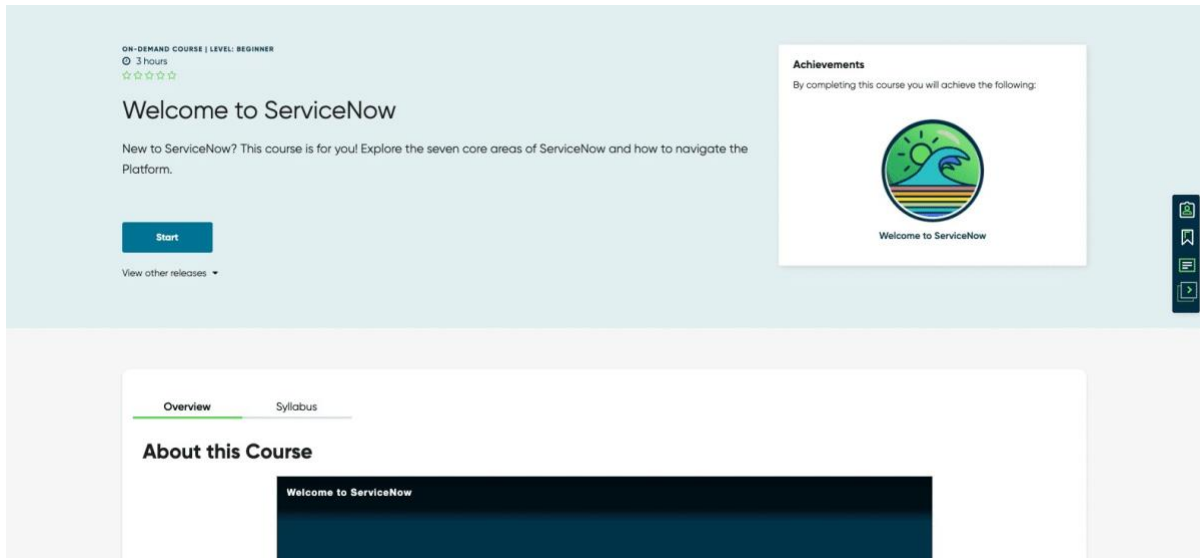 ON-DEMAND COURSE | LEVEL: BEGINNER
3 hours
Welcome to ServiceNow
New to ServiceNow? This course is for you! Explore the seven core areas of ServiceNow and how to navigate the
Platform.
Start
View other releases
Achievements
By completing this course you will achieve the following:
Welcome to ServiceNow
Overview
Syllabus
About this Course
Welcome to ServiceNow